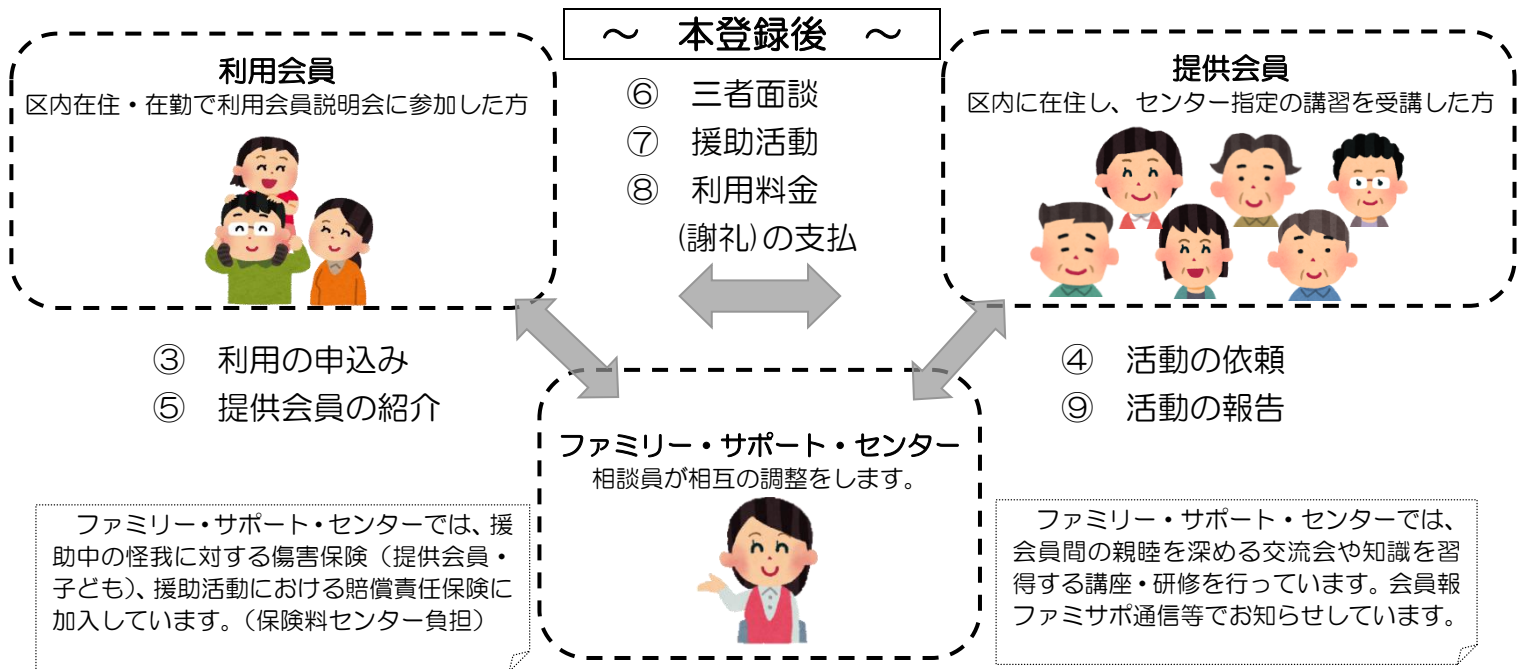 ～　本登録後　～
利用会員
区内在住・在勤で利用会員説明会に参加した方
⑥　三者面談
⑦　援助活動
⑧　利用料金
(謝礼)の支払
提供会員
区内に在住し、センター指定の講習を受講した方
③　利用の申込み
⑤　提供会員の紹介
④　活動の依頼
⑨　活動の報告
ファミリー・サポート・センター
相談員が相互の調整をします。
ファミリー・サポート・センターでは、援
助中の怪我に対する傷害保険（提供会員・
子ども）、援助活動における賠償責任保険に
加入しています。（保険料センター負担）
ファミリー・サポート・センターでは、
会員間の親睦を深める交流会や知識を習
得する講座・研修を行っています。会員報
ファミサポ通信等でお知らせしています。